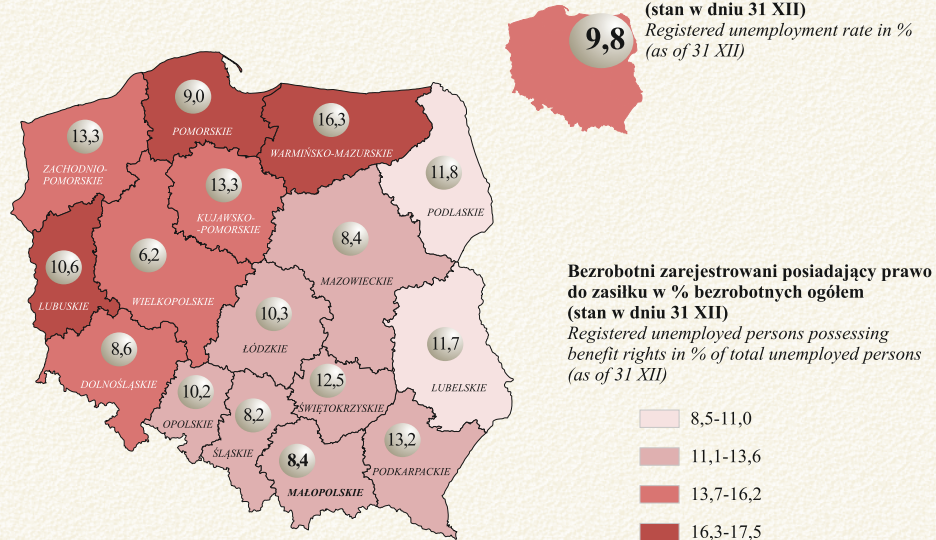 (stan w dniu 31 XII)
Registered unemployment rate in %
(as of 31 XII)
9,8
9,0
POMORSKIE
16,3
WARMIŃSKO-MAZURSKIE
13,3
ZACHODNIO-
POMORSKIE
11,8
PODLASKIE
13,3
KUJAWSKO-
-POMORSKIE
8,4
MAZOWIECKIE
10,6
LUBUSKIE
6,2
WIELKOPOLSKIE
10,3
ŁÓDZKIE
11,7
LUBELSKIE
8,6
DOLNOŚLĄSKIE
10,2
OPOLSKIE
8,2
ŚLĄSKIE
12,5
ŚWIĘTOKRZYSKIE
8,4
MAŁOPOLSKIE
13,2
PODKARPACKIE
Bezrobotni zarejestrowani posiadający prawo
do zasiłku w % bezrobotnych ogółem
(stan w dniu 31 XII)
Registered unemployed persons possessing
benefit rights in % of total unemployed persons
(as of 31 XII)
8,5-11,0
11,1-13,6
13,7-16,2
16,3-17,5